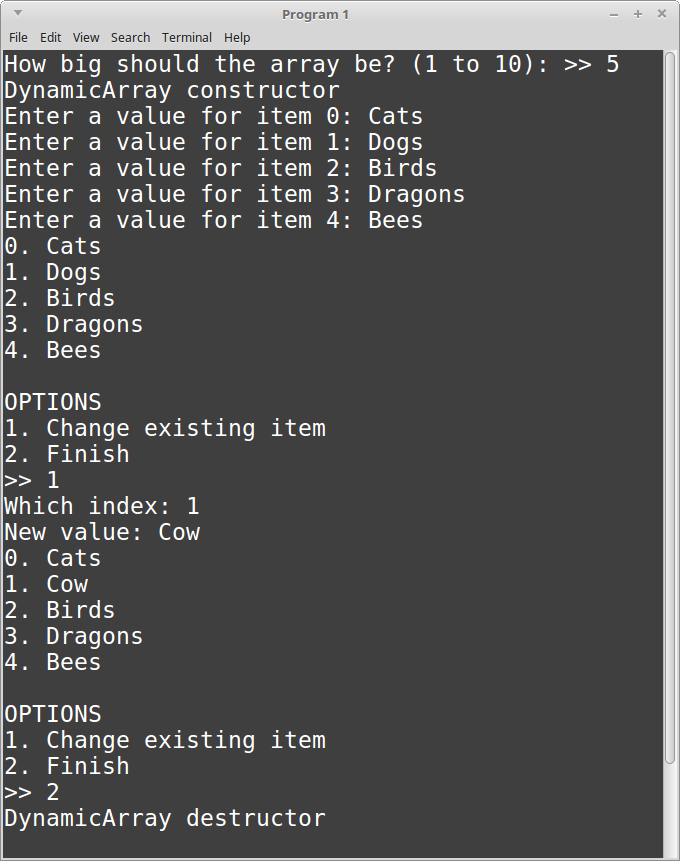 Program 1
File Edit View Search Terminal Help
How big should the array be? (1 to 10): >> 5
DynamicArray constructor
Enter a value for item 0: Cats
Enter a value for item 1: Dogs
Enter a value for item 2: Birds
Enter a value for item 3: Dragons
Enter a value for item 4: Bees
0. Cats
1. Dogs
2. Birds
3. Dragons
4. Bees

OPTIONS
1. Change existing item
2. Finish
>> 1
Which index: 1
New value: Cow
0. Cats
1. Cow
2. Birds
3. Dragons
4. Bees

OPTIONS
1. Change existing item
2. Finish
>> 2
DynamicArray destructor